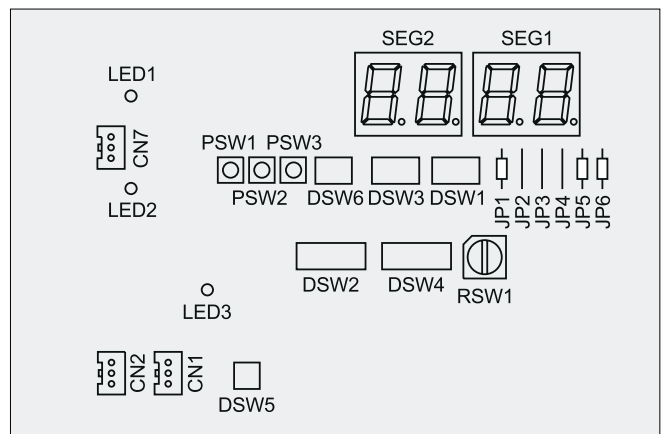 SEG2 SEG1
LED1
CN7
PSW1 PSW3
PSW2 DSW6 DSW3 DSW1
JP1 JP2 JP3 JP4 JP5 JP6
LED2
DSW2 DSW4 RSW1
LED3
CN2 CN1
DSW5